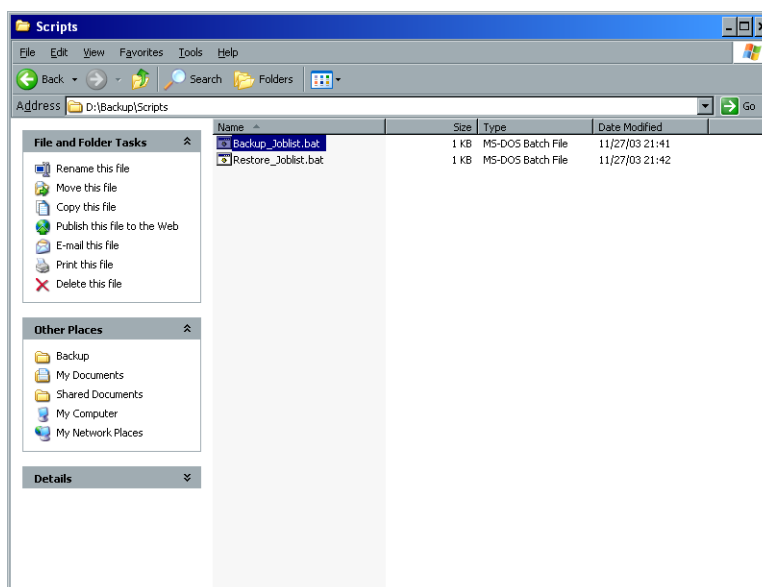 Scripts
File Edit View Favorites Tools Help
Back Search Folders
Address D:\Backup\Scripts Go
Name Size Type Date Modified
File and Folder Tasks
Backup_Joblist.bat 1 KB MS-DOS Batch File 11/27/03 21:41
Restore_Joblist.bat 1 KB MS-DOS Batch File 11/27/03 21:42
Rename this file
Move this file
Copy this file
Publish this file to the Web
E-mail this file
Print this file
Delete this file
Other Places
Backup
My Documents
Shared Documents
My Computer
My Network Places
Details